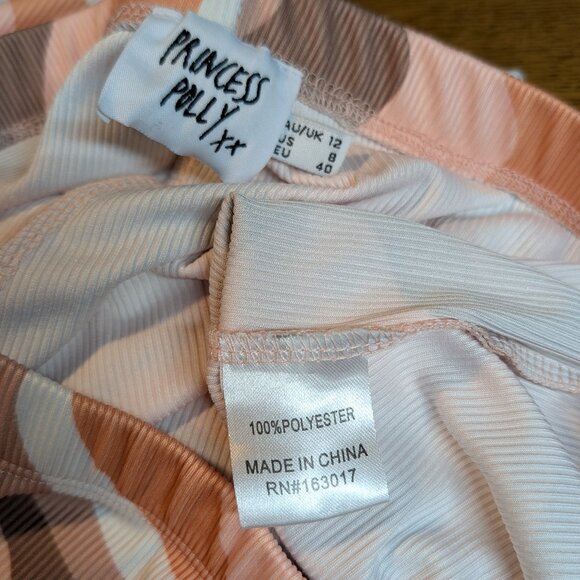 PRINCESS
POLLY xx
AU/UK 12
US 8
EU 40
100%POLYESTER
MADE IN CHINA
RN#163017